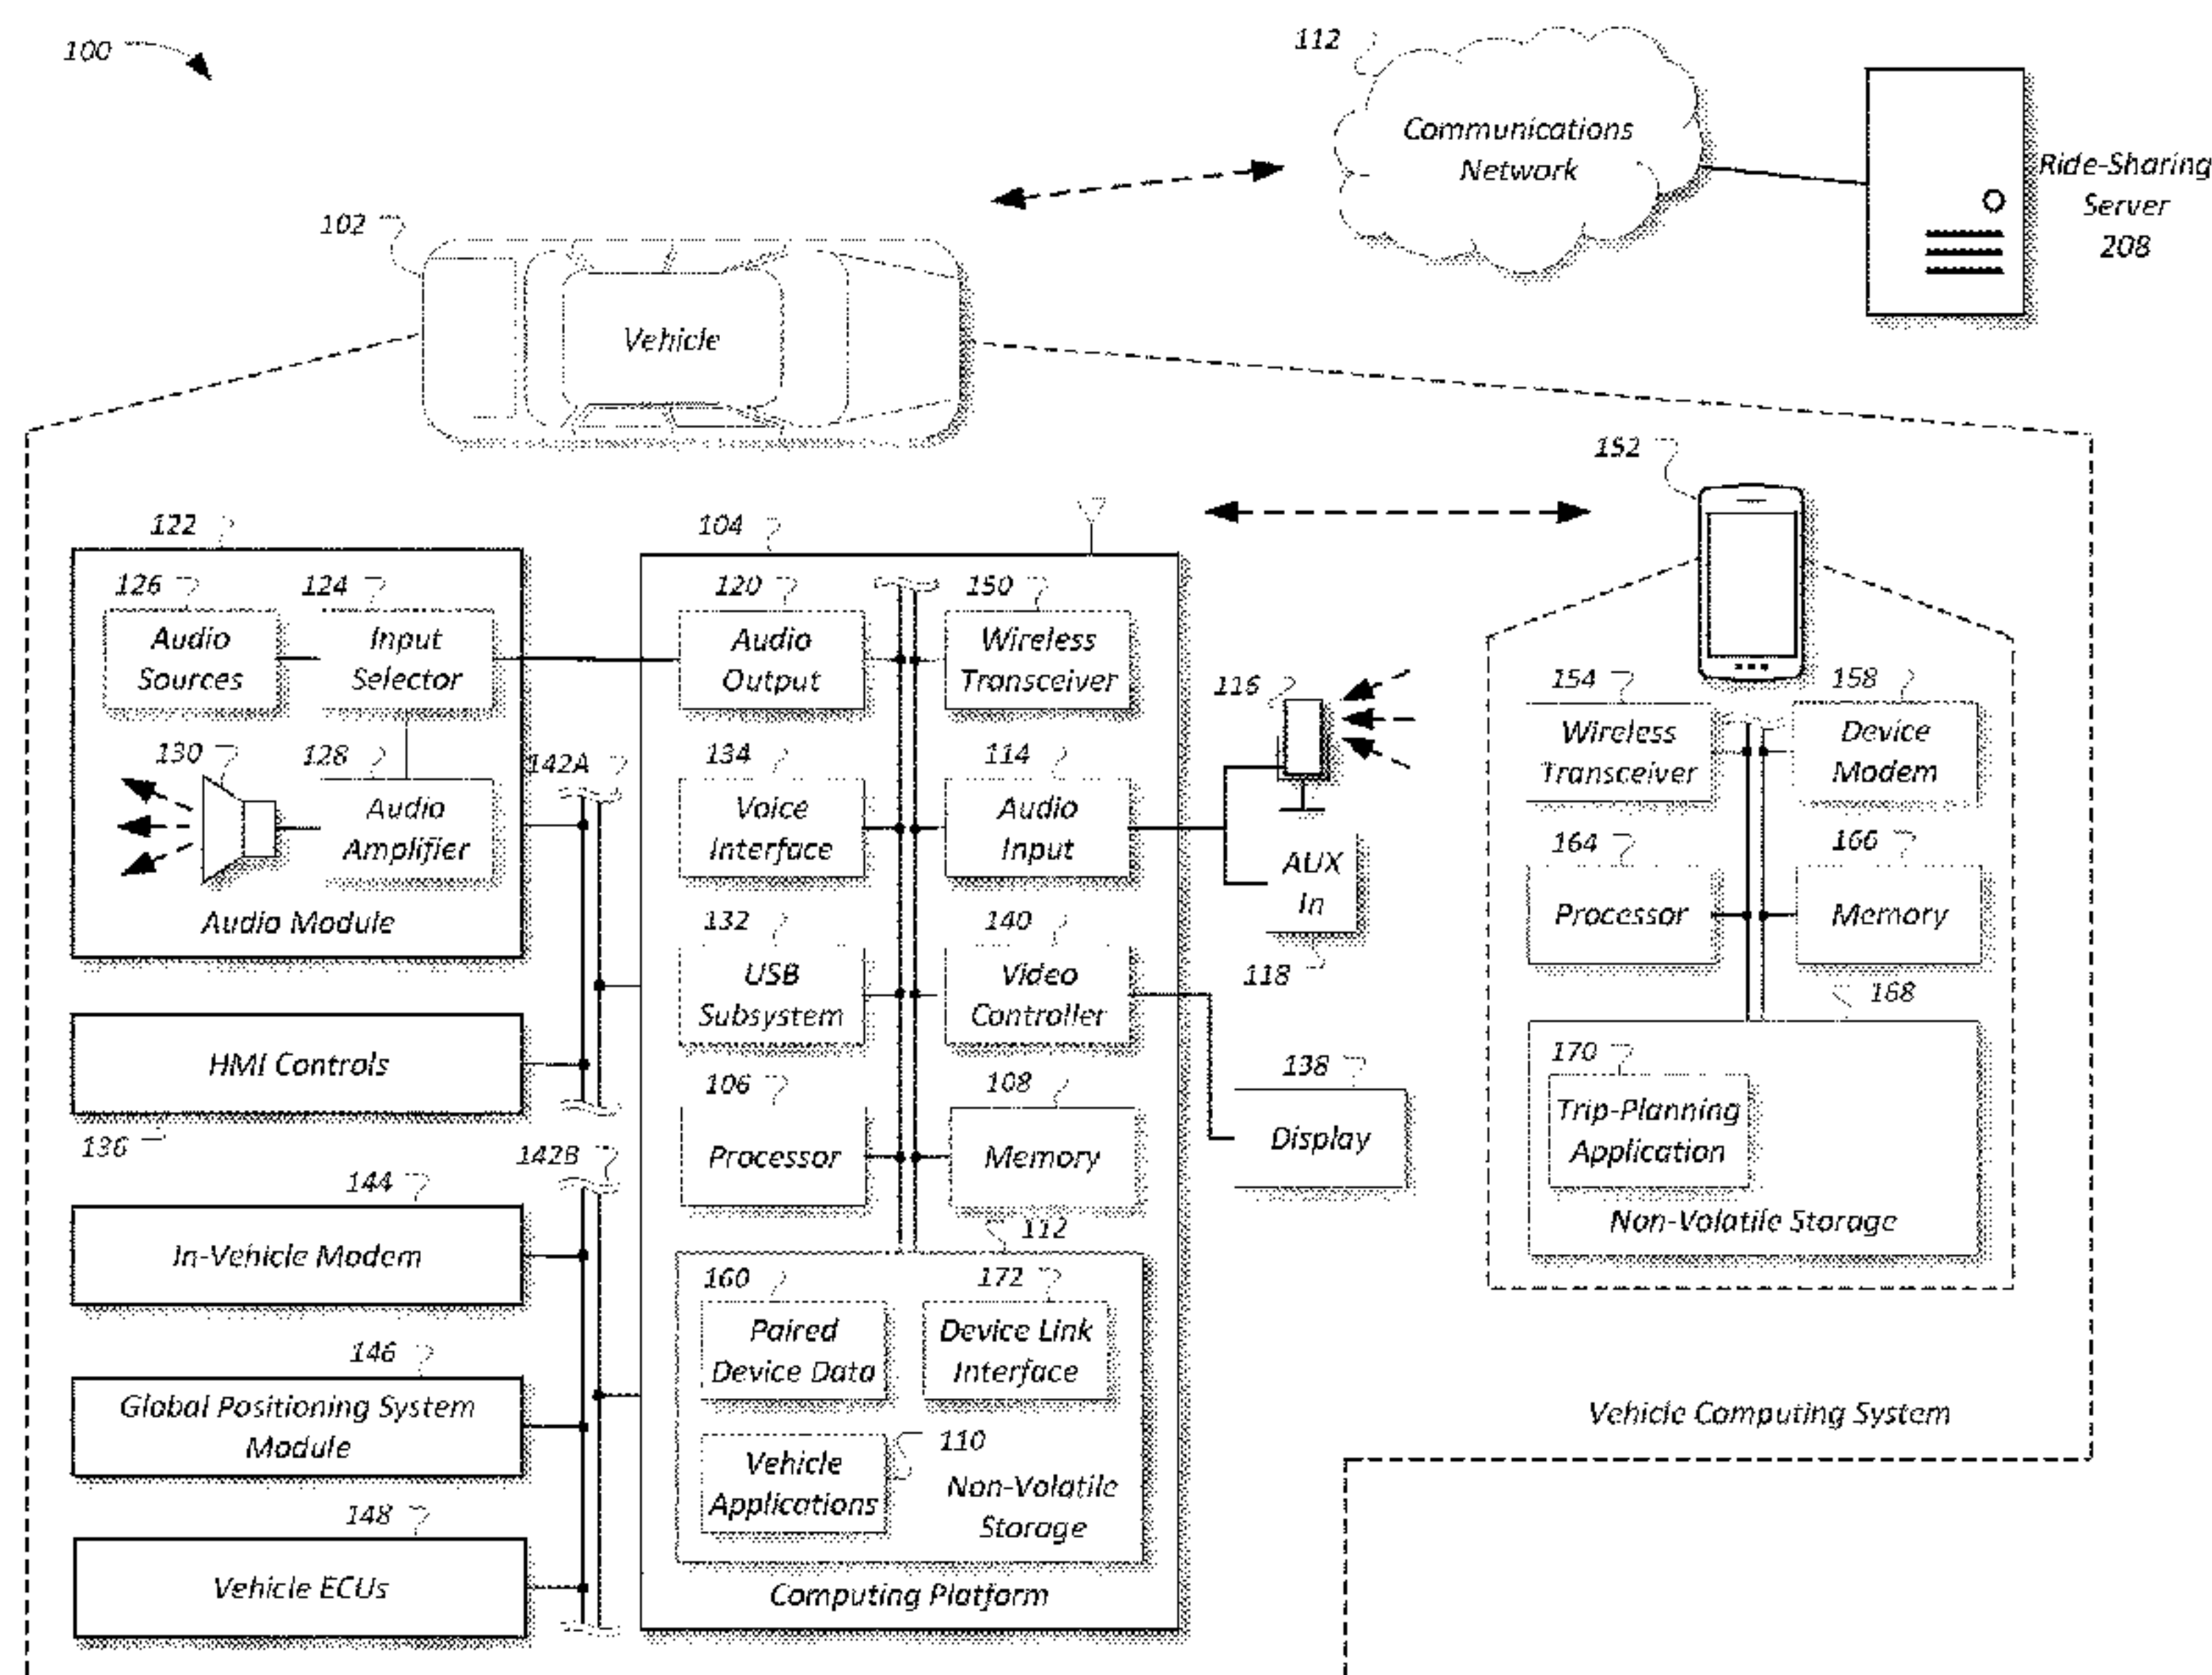 100
112
Communications
Network
Ride-Sharing
Server
208
102
Vehicle
152
122
126
124
Audio
Sources
Input
Selector
130
128
Audio
Amplifier
Audio Module
142A
HMI Controls
136
142B
144
In-Vehicle Modem
146
Global Positioning System
Module
148
Vehicle ECUs
104
120
150
Audio
Output
Wireless
Transceiver
134
114
Voice
Interface
Audio
Input
132
140
USB
Subsystem
Video
Controller
106
108
Processor
Memory
112
160
172
Paired
Device Data
Device Link
Interface
110
Vehicle
Applications
Non-Volatile
Storage
Computing Platform
116
AUX
In
118
138
Display
154
158
Wireless
Transceiver
Device
Modem
164
166
Processor
Memory
168
170
Trip-Planning
Application
Non-Volatile Storage
Vehicle Computing System